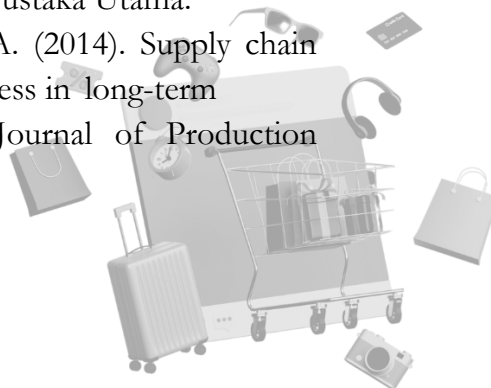 ustaka Utama.
A. (2014). Supply chain
ess in long-term
Journal of Production